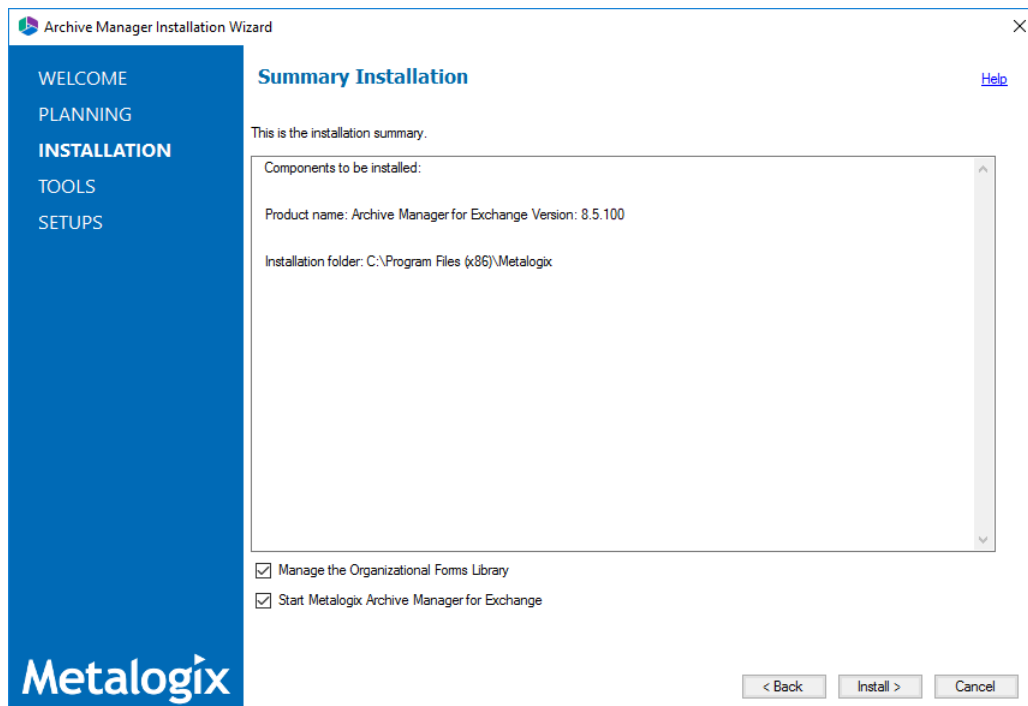 Archive Manager Installation Wizard
WELCOME
PLANNING
INSTALLATION
TOOLS
SETUPS
Summary Installation
Help
This is the installation summary.
Components to be installed:
Product name: Archive Manager for Exchange Version: 8.5.100
Installation folder: C:\Program Files (x86)\Metalogix
Manage the Organizational Forms Library
Start Metalogix Archive Manager for Exchange
Metalogix
< Back
Install >
Cancel